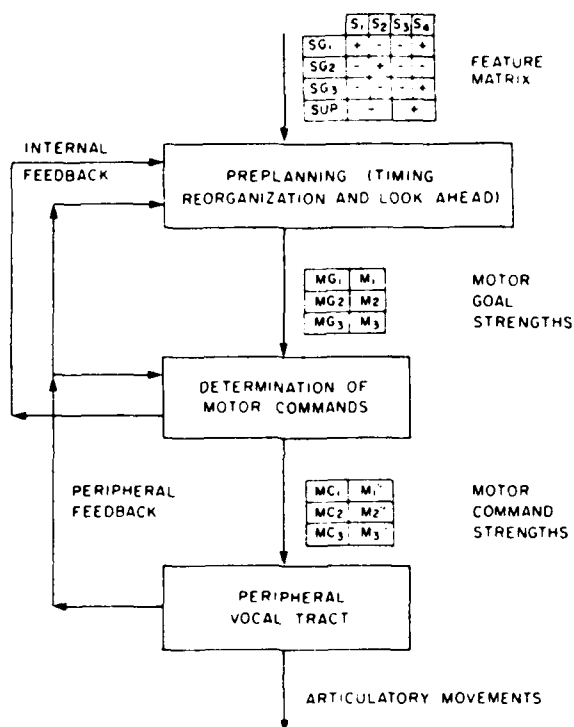 S1 S2 S3 S4
SG1 + - - +
SG2 - + - -
SG3 - - - +
SUP - +
FEATURE
MATRIX
INTERNAL
FEEDBACK
PREPLANNING (TIMING
REORGANIZATION AND LOOK AHEAD)
MG1 M1
MG2 M2
MG3 M3
MOTOR
GOAL
STRENGTHS
DETERMINATION OF
MOTOR COMMANDS
PERIPHERAL
FEEDBACK
MC1 M1''
MC2 M2''
MC3 M3''
MOTOR
COMMAND
STRENGTHS
PERIPHERAL
VOCAL TRACT
ARTICULATORY MOVEMENTS